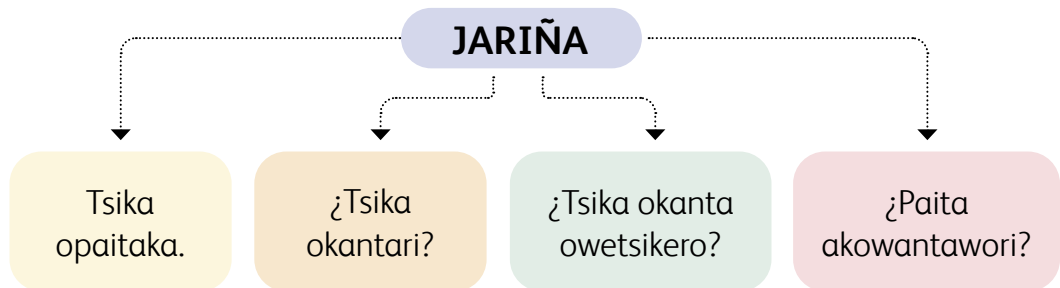 JARIÑA
Tsika
opaitaka.
¿Tsika
okantari?
¿Tsika okanta
owetsikero?
¿Paita
akowantawori?